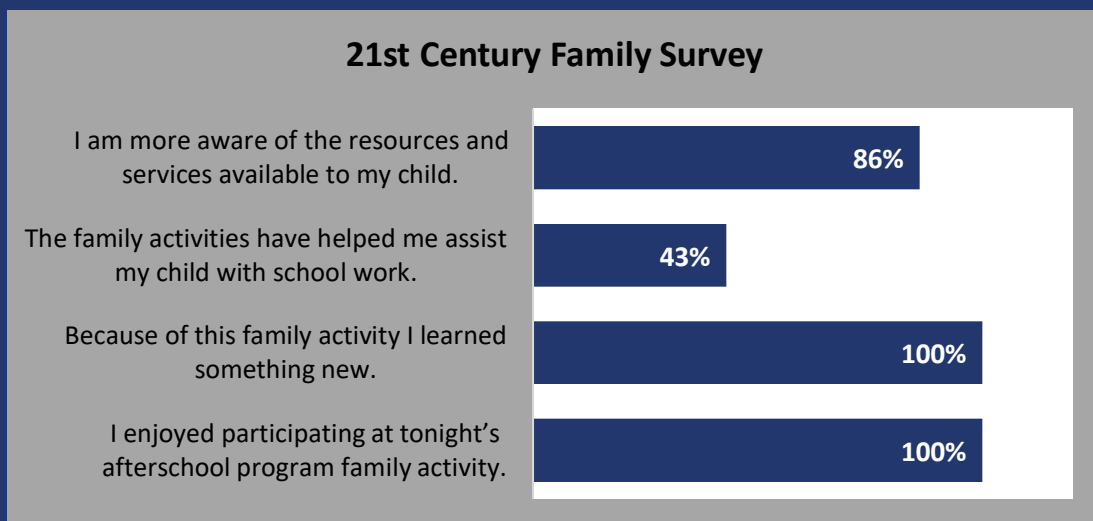 21st Century Family Survey
I am more aware of the resources and
services available to my child.
86%
The family activities have helped me assist
my child with school work.
43%
Because of this family activity I learned
something new.
100%
I enjoyed participating at tonight’s
afterschool program family activity.
100%